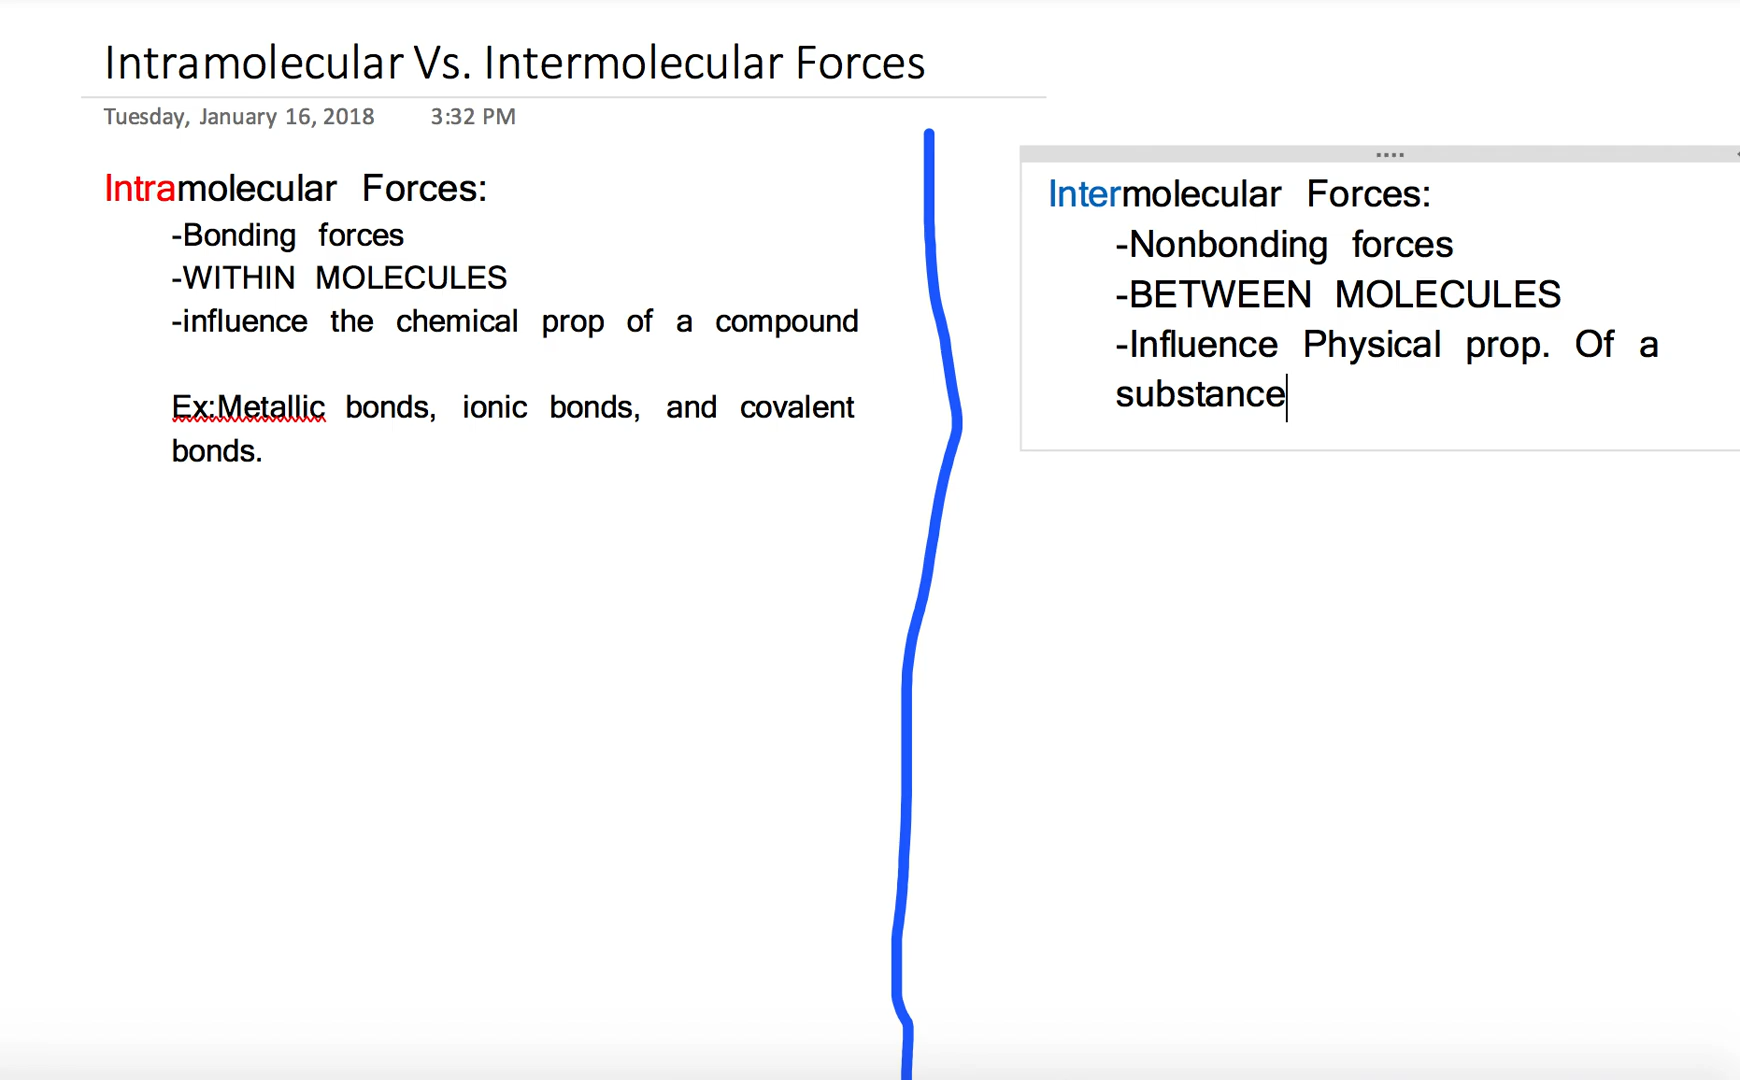 Intramolecular Vs. Intermolecular Forces
Tuesday, January 16, 2018 3:32 PM
Intramolecular Forces:
-Bonding forces
-WITHIN MOLECULES
-influence the chemical prop of a compound
Ex:Metallic bonds, ionic bonds, and covalent
bonds.
Intermolecular Forces:
-Nonbonding forces
-BETWEEN MOLECULES
-Influence Physical prop. Of a
substance